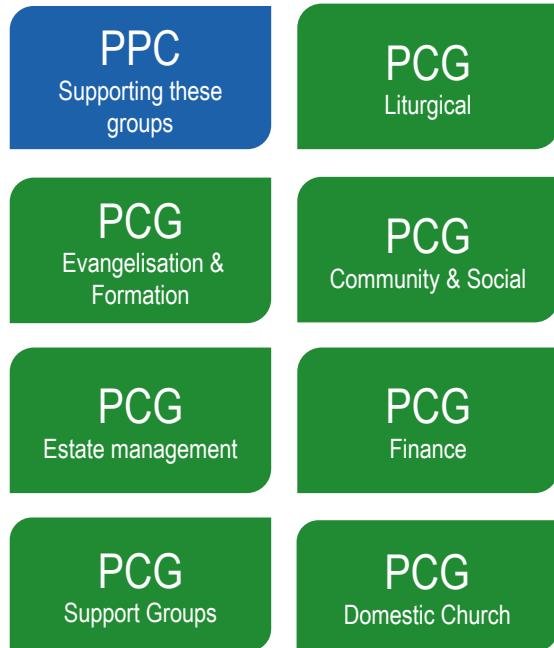 PPC
Supporting these
groups
PCG
Liturgical
PCG
Evangelisation &
Formation
PCG
Community & Social
PCG
Estate management
PCG
Finance
PCG
Support Groups
PCG
Domestic Church